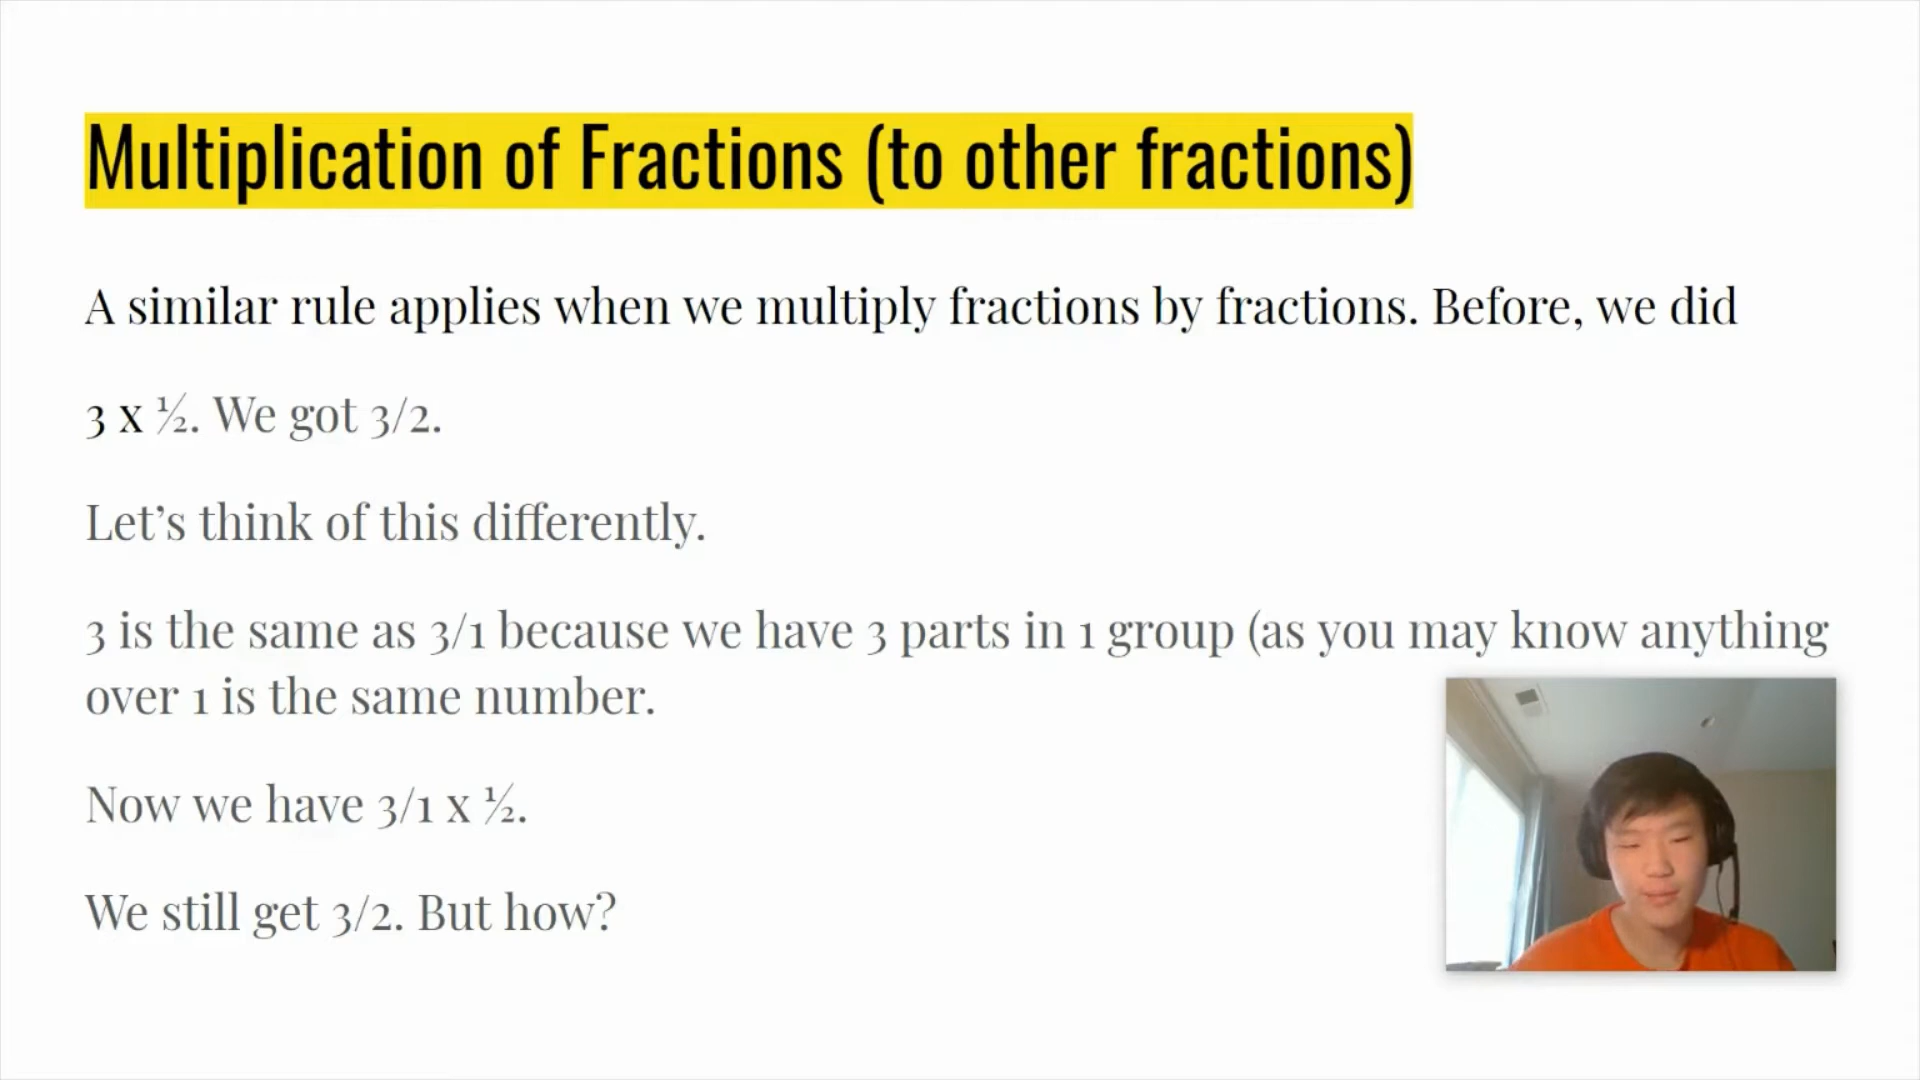 Multiplication of Fractions (to other fractions)
A similar rule applies when we multiply fractions by fractions. Before, we did
3 x ½. We got 3/2.
Let’s think of this differently.
3 is the same as 3/1 because we have 3 parts in 1 group (as you may know anything
over 1 is the same number.
Now we have 3/1 x ½.
We still get 3/2. But how?